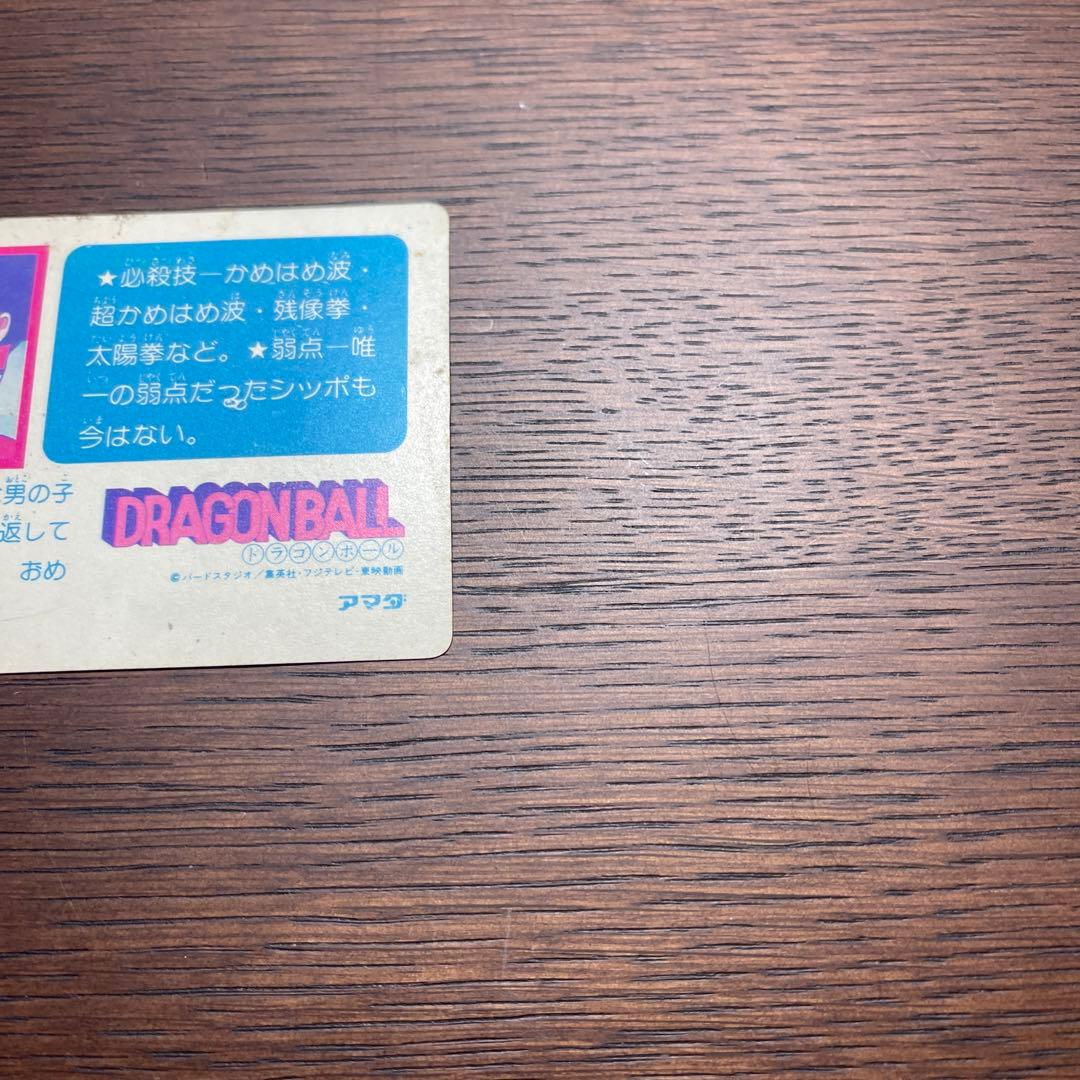 ★必殺技―かめはめ波・
超かめはめ波・残像拳・
太陽拳など。★弱点―唯
一の弱点だったシッポも
今はない。
男の子
返して
おめ
DRAGON BALL
ドラゴンボール
©バードスタジオ/集英社・フジテレビ・東映動画
アマダ